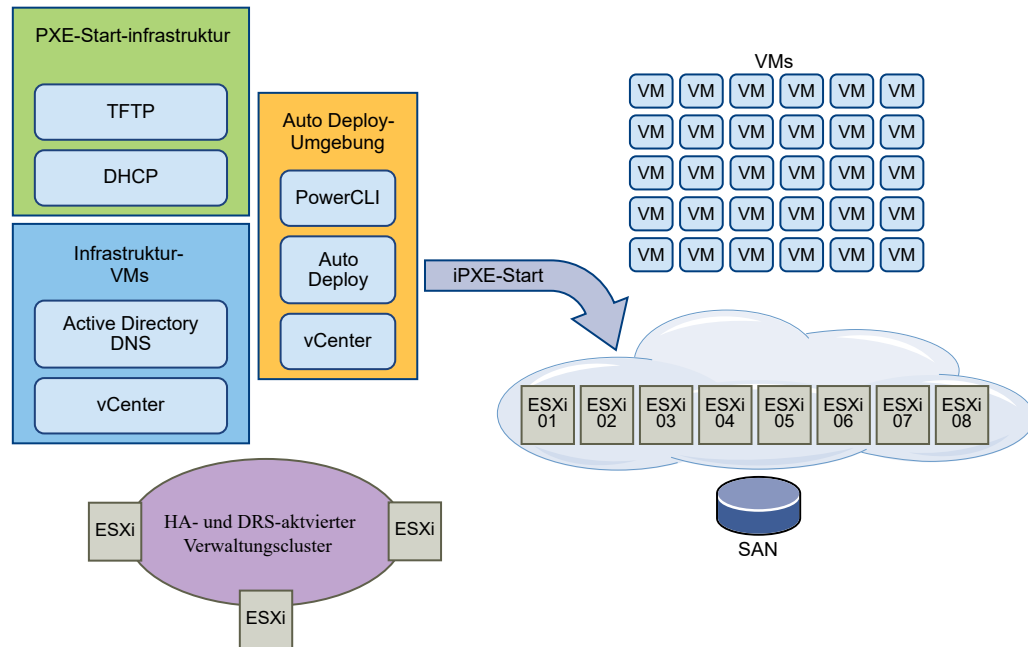 PXE-Start-infrastruktur
TFTP
DHCP
Infrastruktur-
VMs
Active Directory
DNS
vCenter
Auto Deploy-
Umgebung
PowerCLI
Auto
Deploy
vCenter
iPXE-Start
VMs
VM VM VM VM VM VM
VM VM VM VM VM VM
VM VM VM VM VM VM
VM VM VM VM VM VM
VM VM VM VM VM VM
ESXi ESXi ESXi ESXi ESXi ESXi ESXi ESXi
01 02 03 04 05 06 07 08
SAN
ESXi
HA- und DRS-aktvierter
Verwaltungscluster
ESXi
ESXi